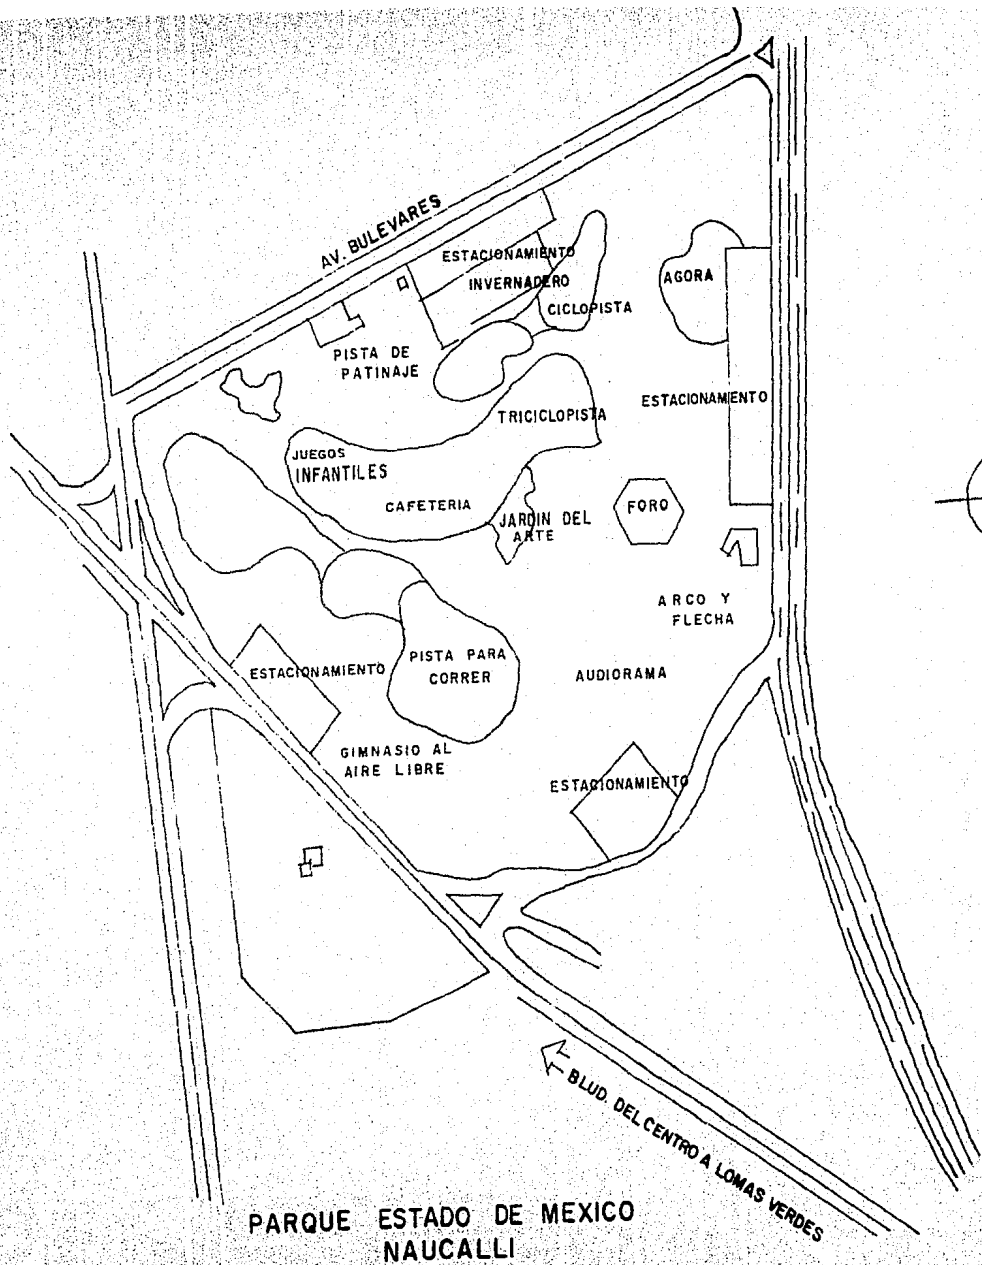 AV. BULEVARES
ESTACIONAMIENTO
INVERNADERO
CICLOPISTA
AGORA
PISTA DE
PATINAJE
ESTACIONAMIENTO
TRICICLOPISTA
JUEGOS
INFANTILES
CAFETERIA
JARDIN DEL
ARTE
FORO
ARCO Y
FLECHA
ESTACIONAMIENTO
PISTA PARA
CORRER
AUDIORAMA
GIMNASIO AL
AIRE LIBRE
ESTACIONAMIENTO
BLUD. DEL CENTRO A LOMAS VERDES
PARQUE ESTADO DE MEXICO
NAUCALLI